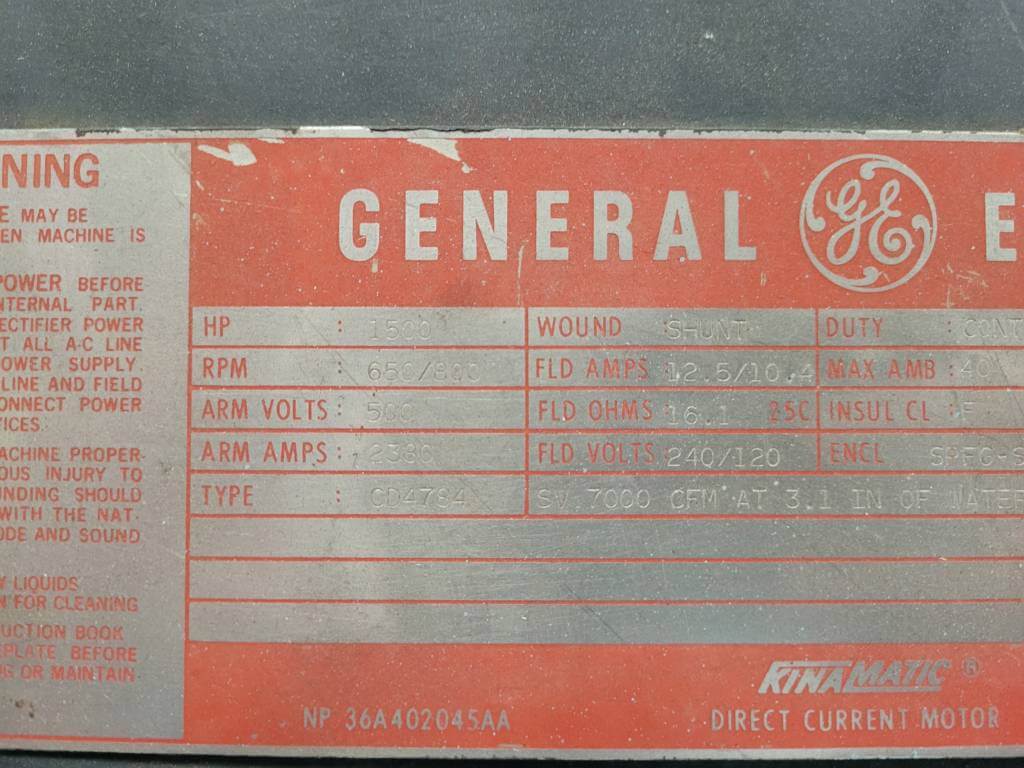 NING
E MAY BE
EN MACHINE IS
POWER BEFORE
NTERNAL PART.
ECTIFIER POWER
T ALL A-C LINE
OWER SUPPLY.
LINE AND FIELD
ONNECT POWER
ICES.
ACHINE PROPER-
OUS INJURY TO
UNDING SHOULD
WITH THE NAT-
ODE AND SOUND
Y LIQUIDS
N FOR CLEANING
UCTION BOOK
EPLATE BEFORE
G OR MAINTAIN-
GENERAL GE E
HP : 1500 WOUND SHUNT DUTY : CONT
RPM : 650/800 FLD AMPS 12.5/10.4 MAX AMB : 40
ARM VOLTS : 500 FLD OHMS 16.1 25C INSUL CL : F
ARM AMPS : 2380 FLD VOLTS 240/120 ENCL SPFG-S
TYPE : CD4784 SV 7000 CFM AT 3.1 IN OF WATER
KINAMATIC ®
NP 36A402045AA DIRECT CURRENT MOTOR